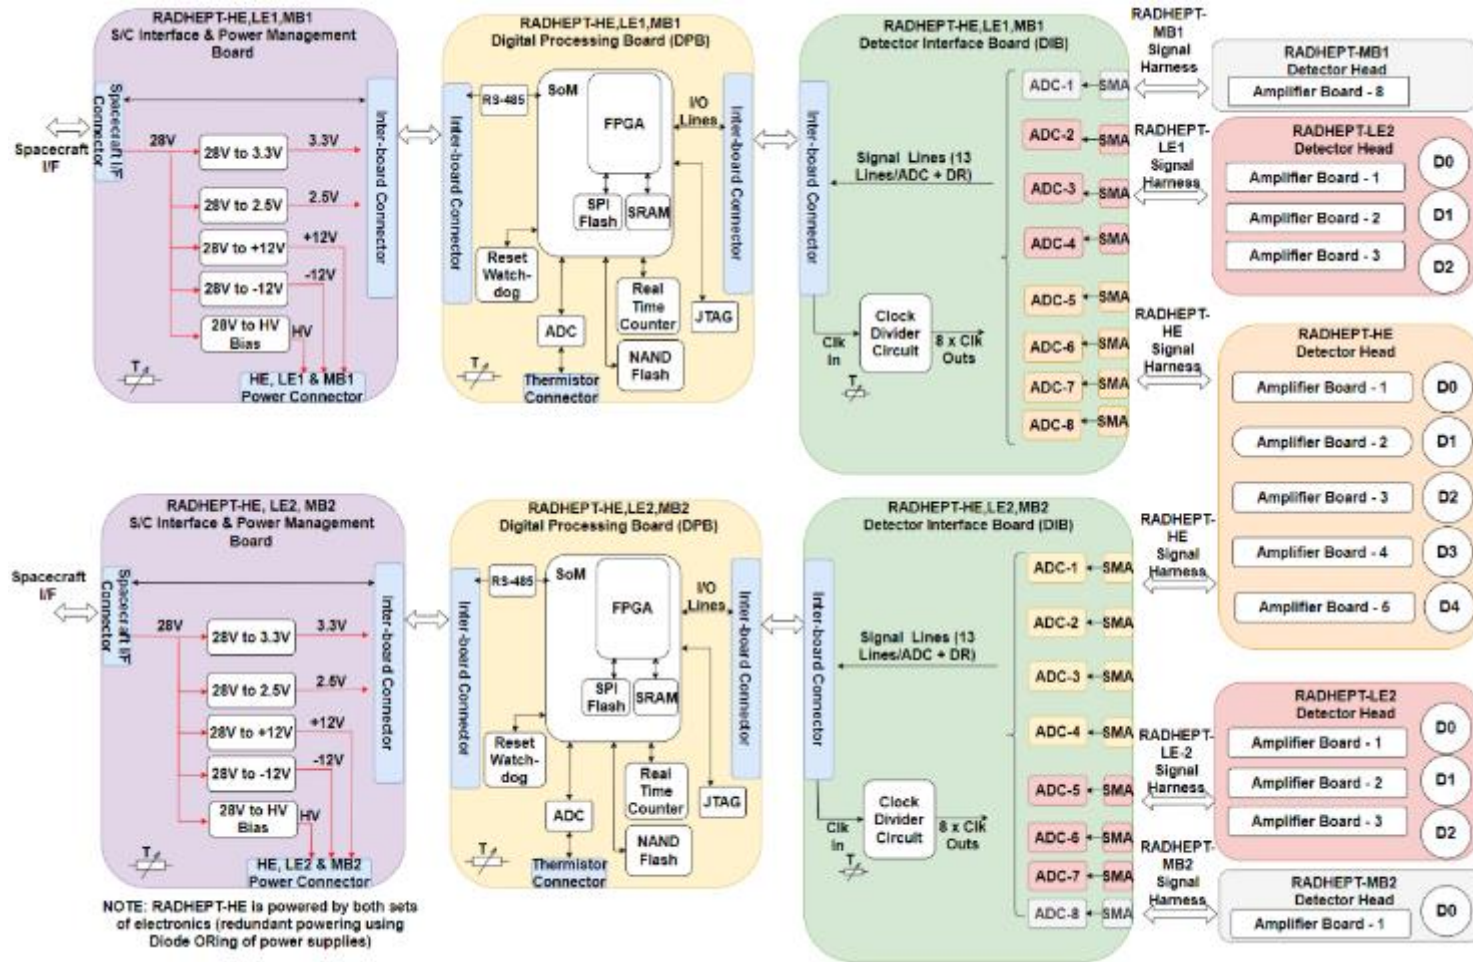 RADHEPT-HE,LE1,MB1
S/C Interface & Power Management
Board
Spacecraft I/F
Connector
Spacecraft
I/F
28V
28V to 3.3V
3.3V
28V to 2.5V
2.5V
28V to +12V
+12V
28V to -12V
-12V
28V to HV
Bias
HV
Inter-board Connector
T
HE, LE1 & MB1
Power Connector
RADHEPT-HE,LE1,MB1
Digital Processing Board (DPB)
Inter-board Connector
RS-485
SoM
FPGA
I/O
Lines
SPI
Flash
SRAM
Reset
Watch-
dog
ADC
Real
Time
Counter
JTAG
NAND
Flash
T
Thermistor
Connector
Inter-board Connector
RADHEPT-HE,LE1,MB1
Detector Interface Board (DIB)
Inter-board Connector
Signal Lines (13
Lines/ADC + DR)
Clk
In
Clock
Divider
Circuit
8 x Clk
Outs
T
ADC-1
SMA
ADC-2
SMA
ADC-3
SMA
ADC-4
SMA
ADC-5
SMA
ADC-6
SMA
ADC-7
SMA
ADC-8
SMA
RADHEPT-
MB1
Signal
Harness
RADHEPT-
LE1
Signal
Harness
RADHEPT-
HE
Signal
Harness
RADHEPT-MB1
Detector Head
Amplifier Board - 8
RADHEPT-LE2
Detector Head
Amplifier Board - 1
D0
Amplifier Board - 2
D1
Amplifier Board - 3
D2
RADHEPT-HE
Detector Head
Amplifier Board - 1
D0
Amplifier Board - 2
D1
Amplifier Board - 3
D2
Amplifier Board - 4
D3
Amplifier Board - 5
D4
RADHEPT-HE, LE2, MB2
S/C Interface & Power Management
Board
Spacecraft I/F
Connector
Spacecraft
I/F
28V
28V to 3.3V
3.3V
28V to 2.5V
2.5V
28V to +12V
+12V
28V to -12V
-12V
28V to HV
Bias
HV
Inter-board Connector
T
HE, LE2 & MB2
Power Connector
NOTE: RADHEPT-HE is powered by both sets
of electronics (redundant powering using
Diode ORing of power supplies)
RADHEPT-HE,LE2,MB2
Digital Processing Board (DPB)
Inter-board Connector
RS-485
SoM
FPGA
I/O
Lines
SPI
Flash
SRAM
Reset
Watch-
dog
ADC
Real
Time
Counter
JTAG
NAND
Flash
T
Thermistor
Connector
Inter-board Connector
RADHEPT-HE,LE2,MB2
Detector Interface Board (DIB)
Inter-board Connector
Signal Lines (13
Lines/ADC + DR)
Clk
In
Clock
Divider
Circuit
8 x Clk
Outs
T
ADC-1
SMA
ADC-2
SMA
ADC-3
SMA
ADC-4
SMA
ADC-5
SMA
ADC-6
SMA
ADC-7
SMA
ADC-8
SMA
RADHEPT-
HE
Signal
Harness
RADHEPT-
LE-2
Signal
Harness
RADHEPT-
MB2
Signal
Harness
RADHEPT-LE2
Detector Head
Amplifier Board - 1
D0
Amplifier Board - 2
D1
Amplifier Board - 3
D2
RADHEPT-MB2
Detector Head
Amplifier Board - 1
D0